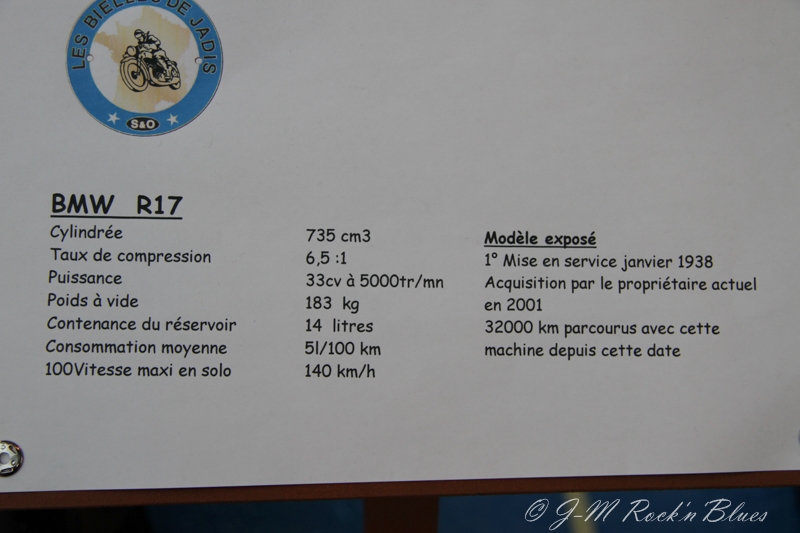 LES BIELLES DE JADIS
S&O
BMW R17
Cylindrée 735 cm3
Taux de compression 6,5 :1
Puissance 33cv à 5000tr/mn
Poids à vide 183 kg
Contenance du réservoir 14 litres
Consommation moyenne 5l/100 km
100Vitesse maxi en solo 140 km/h
Modèle exposé
1° Mise en service janvier 1938
Acquisition par le propriétaire actuel
en 2001
32000 km parcourus avec cette
machine depuis cette date
© J-M Rock'n Blues